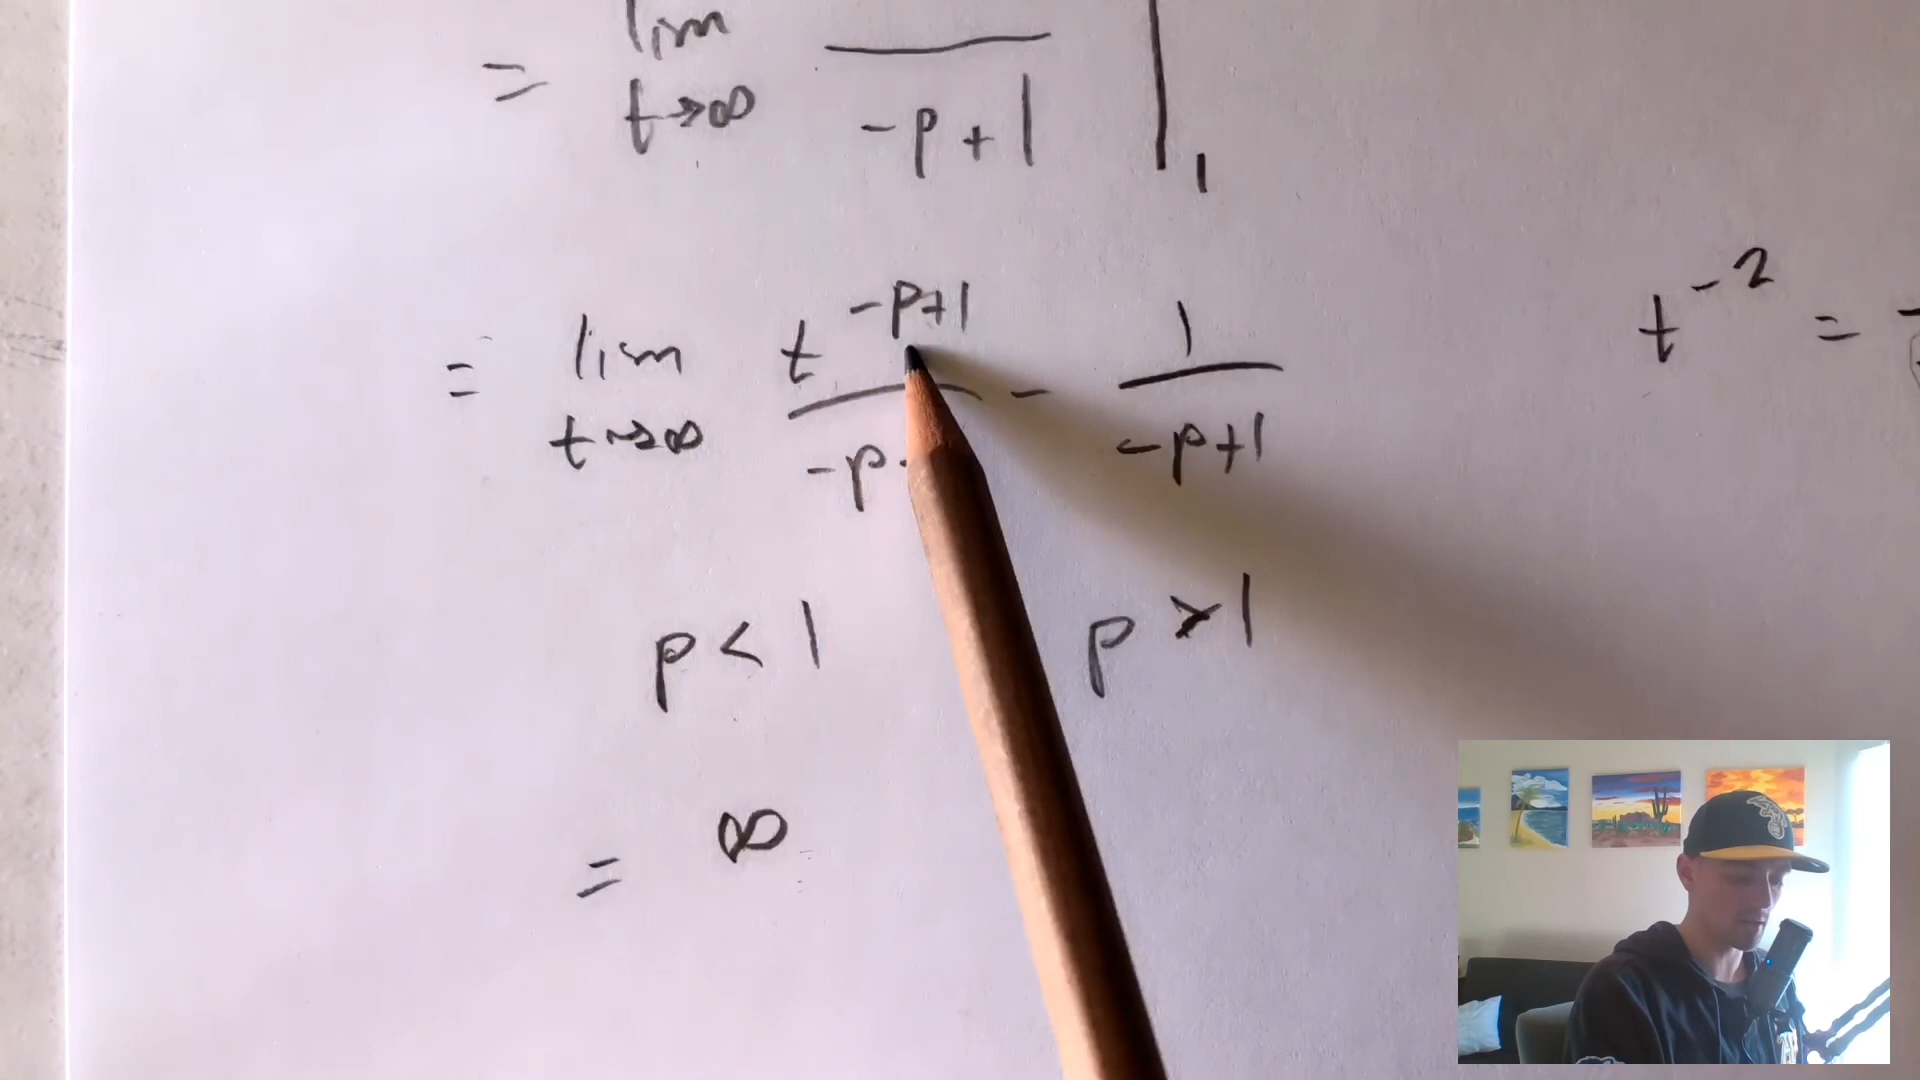 = lim
t→∞ -p+1 | 1
= lim t^-p+1 - 1
t→∞ -p -p+1
t^-2 =
p < 1 p > 1
= ∞